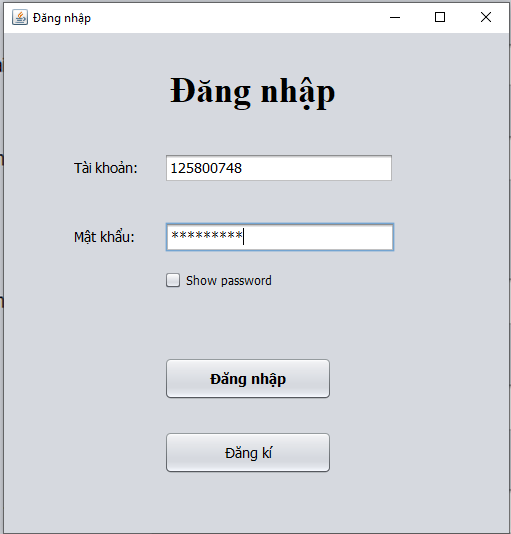 Đăng nhập
Đăng nhập
Tài khoản: 125800748
Mật khẩu: *********
Show password
Đăng nhập
Đăng kí